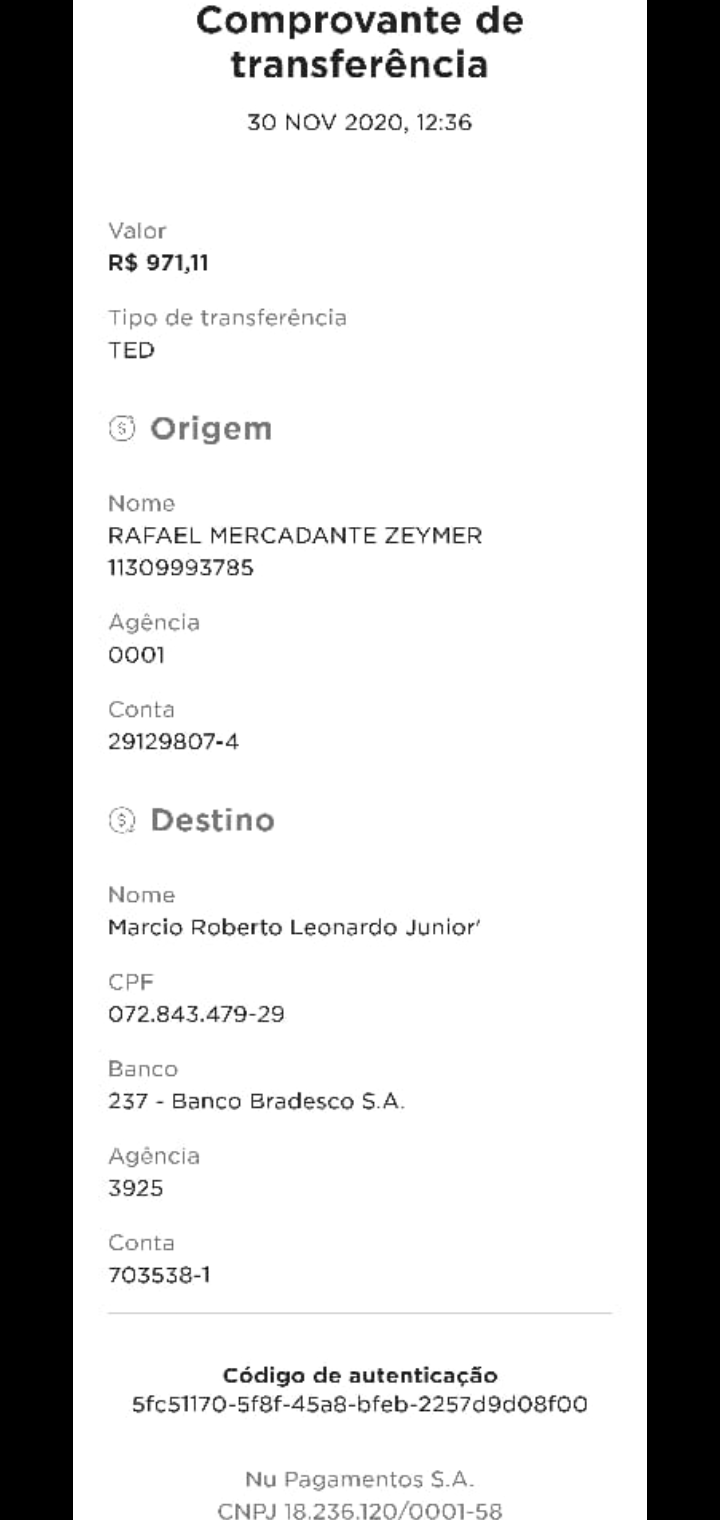 Comprovante de
transferência
30 NOV 2020, 12:36
Valor
R$ 971,11
Tipo de transferência
TED
Origem
Nome
RAFAEL MERCADANTE ZEYMER
11309993785
Agência
0001
Conta
29129807-4
Destino
Nome
Marcio Roberto Leonardo Junior'
CPF
072.843.479-29
Banco
237 - Banco Bradesco S.A.
Agência
3925
Conta
703538-1
Código de autenticação
5fc51170-5f8f-45a8-bfeb-2257d9d08f00
Nu Pagamentos S.A.
CNPJ 18.236.120/0001-58